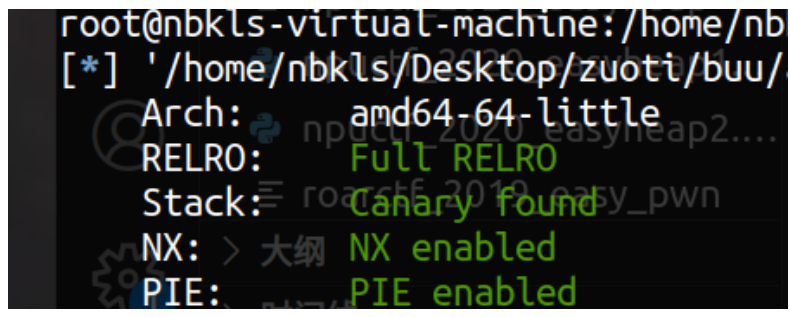 root@nbkls-virtual-machine:/home/nb
[*] '/home/nbkls/Desktop/zuoti/buu/
Arch: amd64-64-little
npuctf_2020_easyheap2....
RELRO: Full RELRO
Stack: Canary found
roarctf_2019_easy_pwn
NX: NX enabled
大纲
PIE: PIE enabled